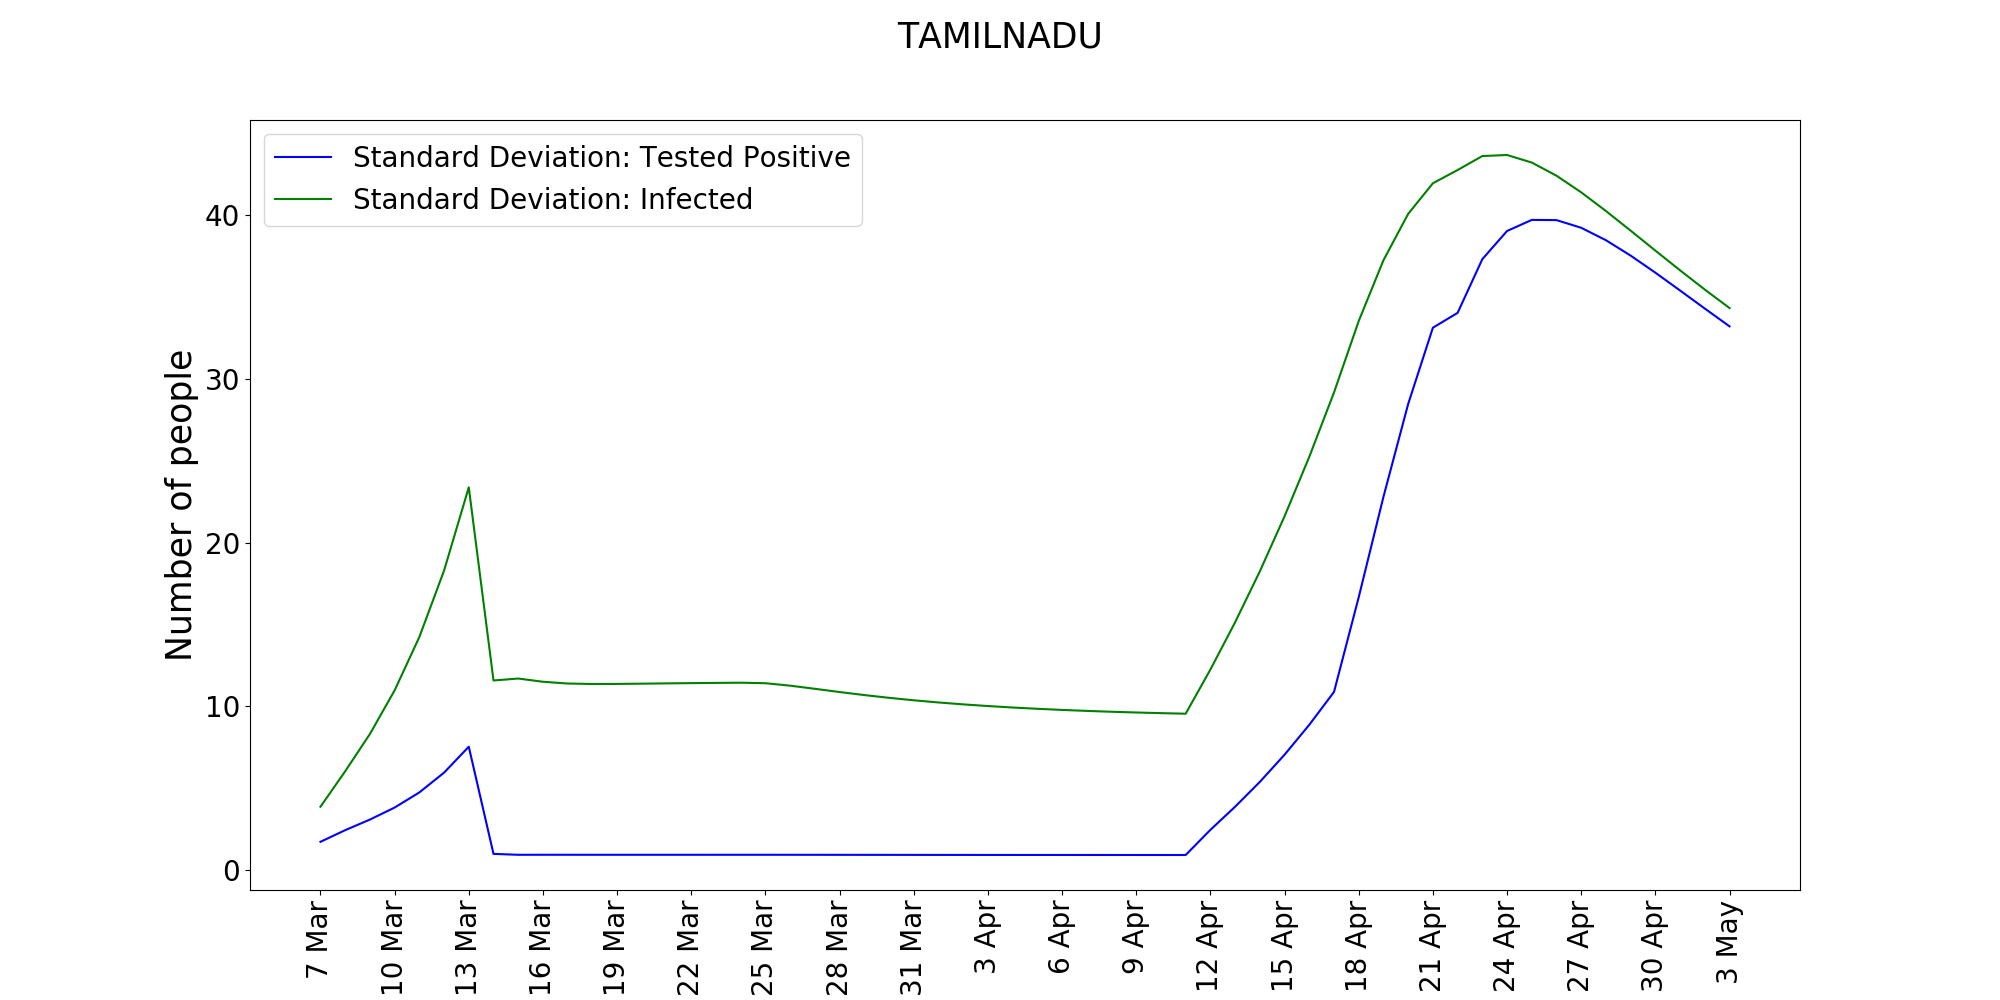 TAMILNADU
Standard Deviation: Tested Positive
Standard Deviation: Infected
Number of people
40
30
20
10
0
7 Mar
10 Mar
13 Mar
16 Mar
19 Mar
22 Mar
25 Mar
28 Mar
31 Mar
3 Apr
6 Apr
9 Apr
12 Apr
15 Apr
18 Apr
21 Apr
24 Apr
27 Apr
30 Apr
3 May